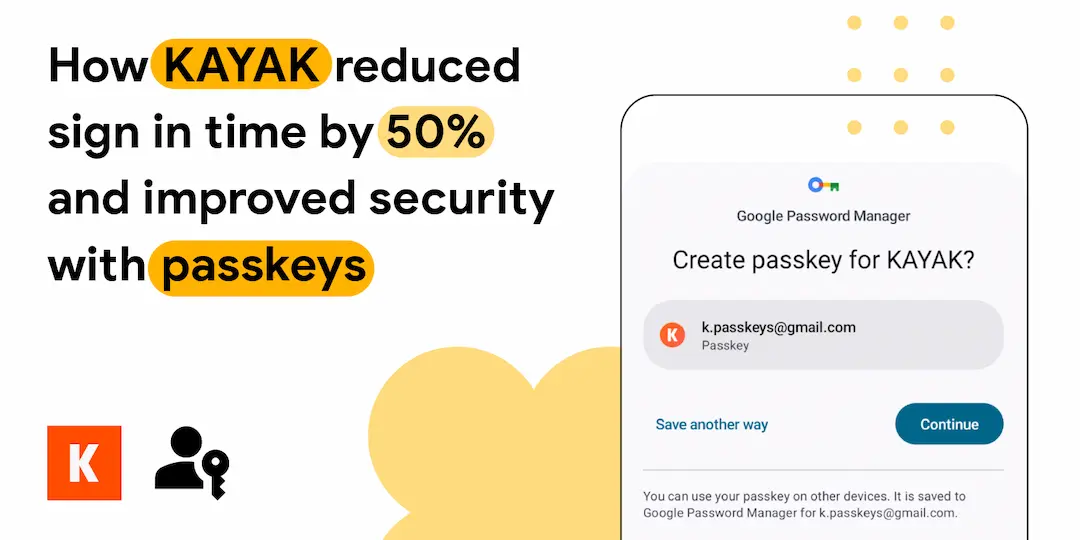 How KAYAK reduced
sign in time by 50%
and improved security
with passkeys
K
Google Password Manager
Create passkey for KAYAK?
K
k.passkeys@gmail.com
Passkey
Save another way
Continue
You can use your passkey on other devices. It is saved to
Google Password Manager for k.passkeys@gmail.com.